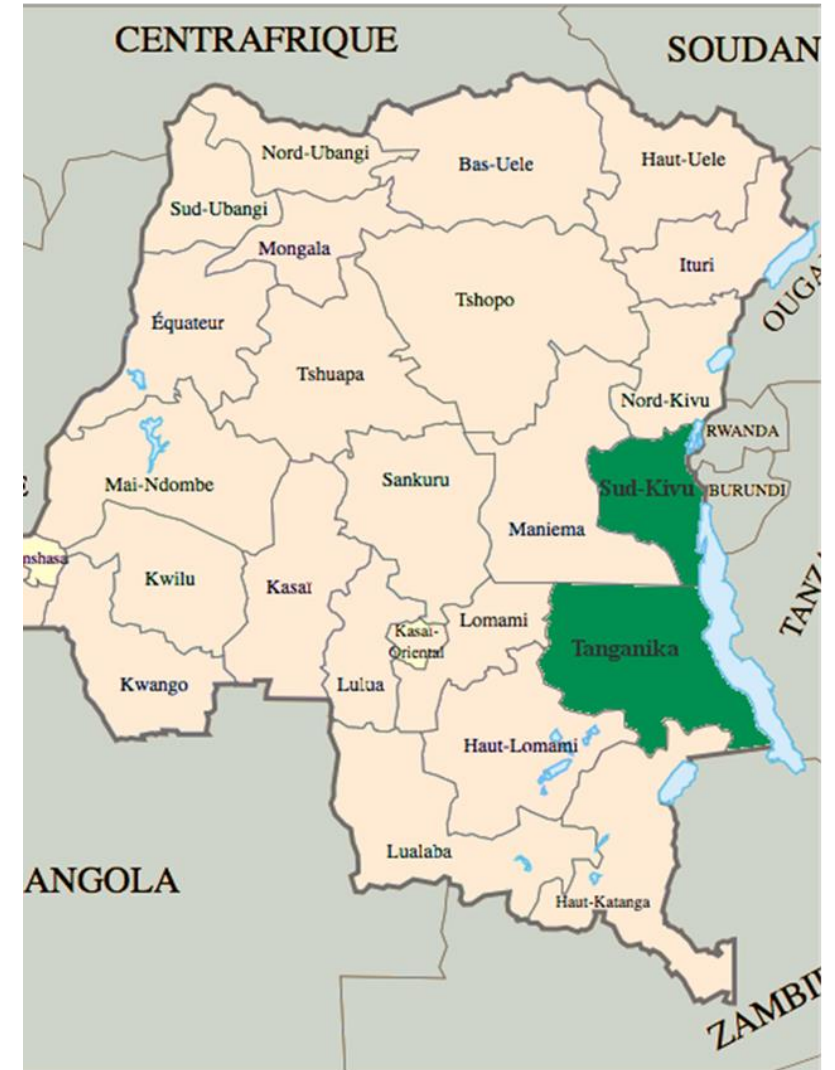 CENTRAFRIQUE
SOUDAN
Nord-Ubangi
Bas-Uele
Haut-Uele
Sud-Ubangi
Mongala
Ituri
Tshopo
OUGA
Équateur
Tshuapa
Nord-Kivu
RWANDA
Sankuru
Mai-Ndombe
Sud-Kivu
BURUNDI
Maniema
nshasa
Kwilu
Kasaï
TANZA
Lomami
Kasaï-
Oriental
Tanganika
Kwango
Lulua
Haut-Lomami
Lualaba
ANGOLA
Haut-Katanga
ZAMBI